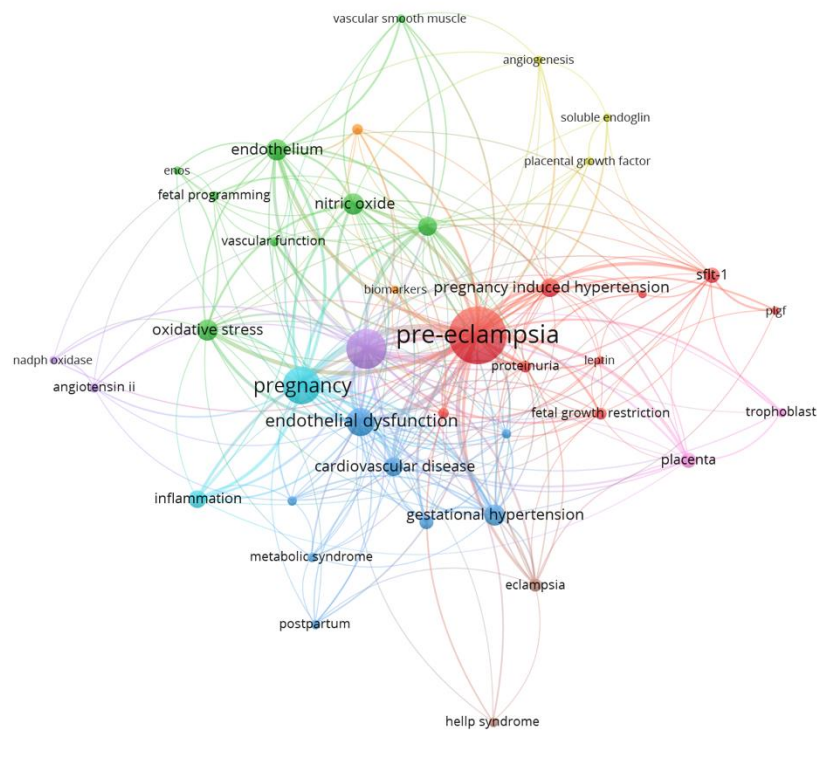 vascular smooth muscle
angiogenesis
soluble endoglin
endothelium
placental growth factor
enos
fetal programming
nitric oxide
vascular function
sflt-1
biomarkers
pregnancy induced hypertension
plgf
oxidative stress
pre-eclampsia
nadph oxidase
leptin
proteinuria
angiotensin ii
pregnancy
endothelial dysfunction
fetal growth restriction
trophoblast
placenta
cardiovascular disease
inflammation
gestational hypertension
metabolic syndrome
eclampsia
postpartum
hellp syndrome